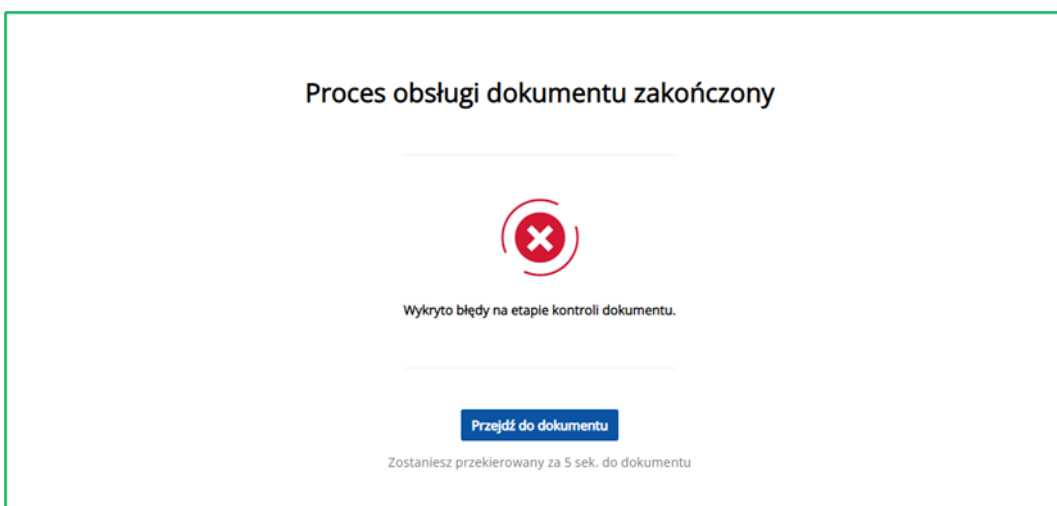 Proces obsługi dokumentu zakończony
Wykryto błędy na etapie kontroli dokumentu.
Przejdź do dokumentu
Zostaniesz przekierowany za 5 sek. do dokumentu